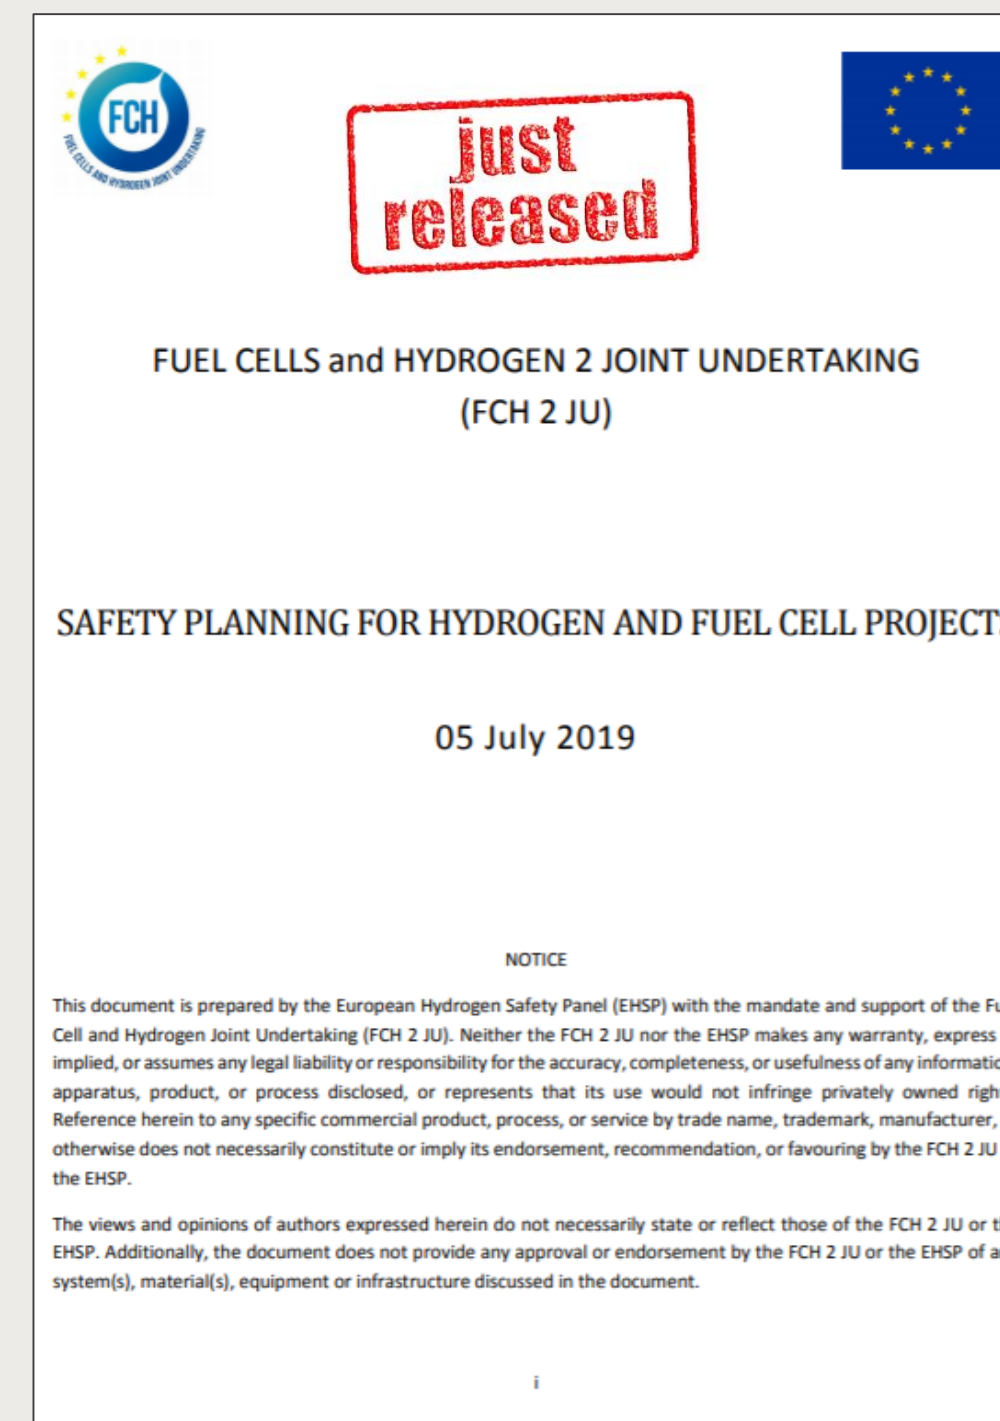 FCH
FUEL CELLS AND HYDROGEN JOINT UNDERTAKING
just
released
FUEL CELLS and HYDROGEN 2 JOINT UNDERTAKING
(FCH 2 JU)
SAFETY PLANNING FOR HYDROGEN AND FUEL CELL PROJECT
05 July 2019
NOTICE
This document is prepared by the European Hydrogen Safety Panel (EHSP) with the mandate and support of the Fu
Cell and Hydrogen Joint Undertaking (FCH 2 JU). Neither the FCH 2 JU nor the EHSP makes any warranty, express
implied, or assumes any legal liability or responsibility for the accuracy, completeness, or usefulness of any informatio
apparatus, product, or process disclosed, or represents that its use would not infringe privately owned righ
Reference herein to any specific commercial product, process, or service by trade name, trademark, manufacturer,
otherwise does not necessarily constitute or imply its endorsement, recommendation, or favouring by the FCH 2 JU
the EHSP.
The views and opinions of authors expressed herein do not necessarily state or reflect those of the FCH 2 JU or t
EHSP. Additionally, the document does not provide any approval or endorsement by the FCH 2 JU or the EHSP of a
system(s), material(s), equipment or infrastructure discussed in the document.
i